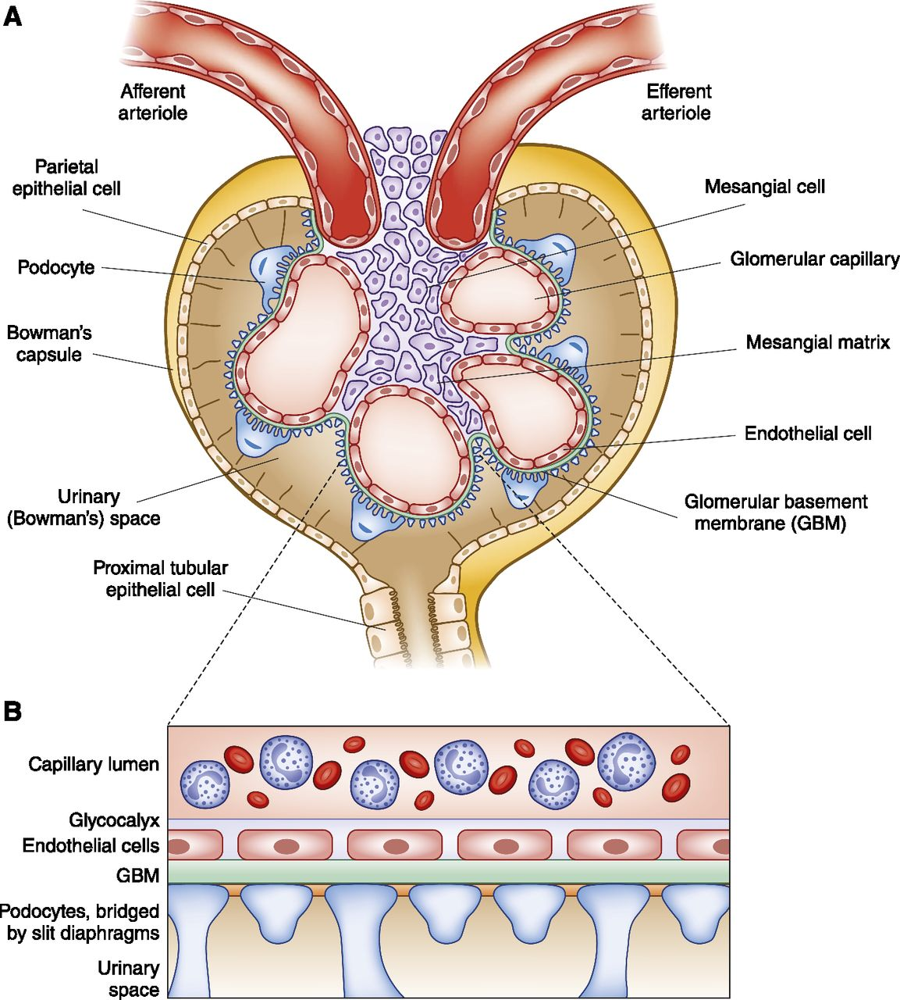 A
Afferent
arteriole
Efferent
arteriole
Parietal
epithelial cell
Mesangial cell
Podocyte
Glomerular capillary
Bowman's
capsule
Mesangial matrix
Endothelial cell
Urinary
(Bowman's) space
Glomerular basement
membrane (GBM)
Proximal tubular
epithelial cell
B
Capillary lumen
Glycocalyx
Endothelial cells
GBM
Podocytes, bridged
by slit diaphragms
Urinary
space